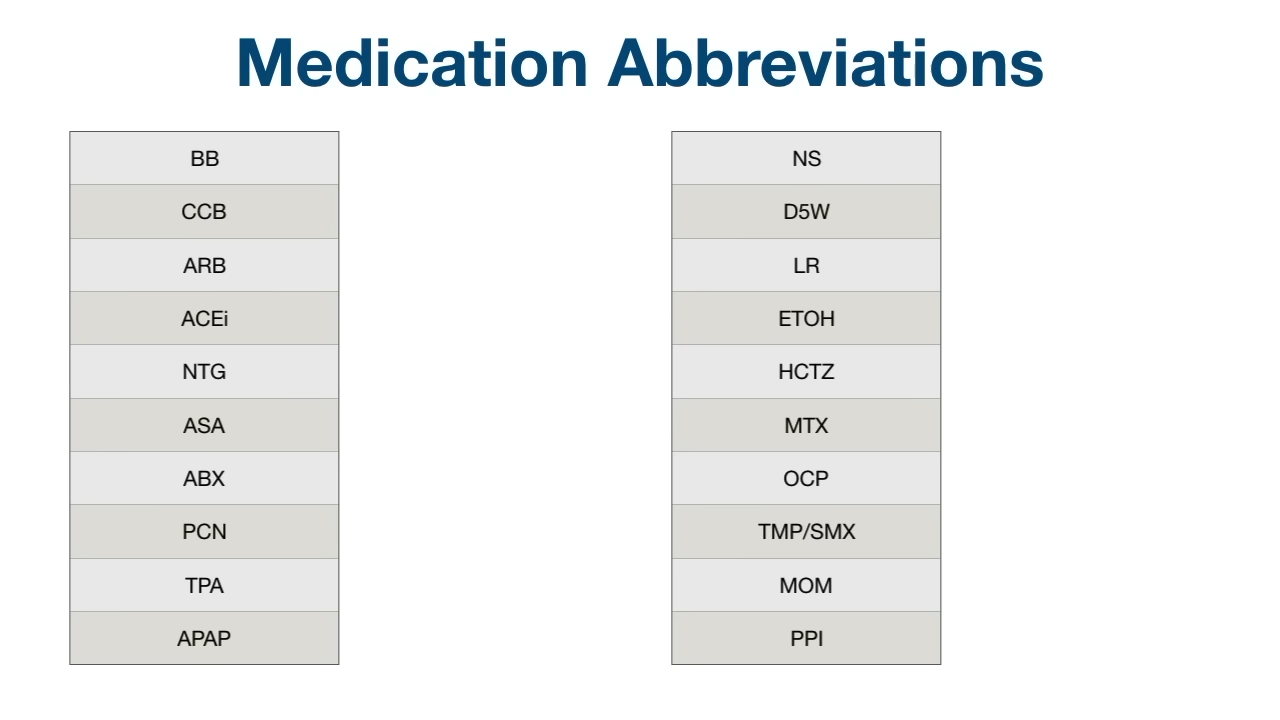 Medication Abbreviations
BB
CCB
ARB
ACEi
NTG
ASA
ABX
PCN
TPA
APAP
NS
D5W
LR
ETOH
HCTZ
MTX
OCP
TMP/SMX
MOM
PPI